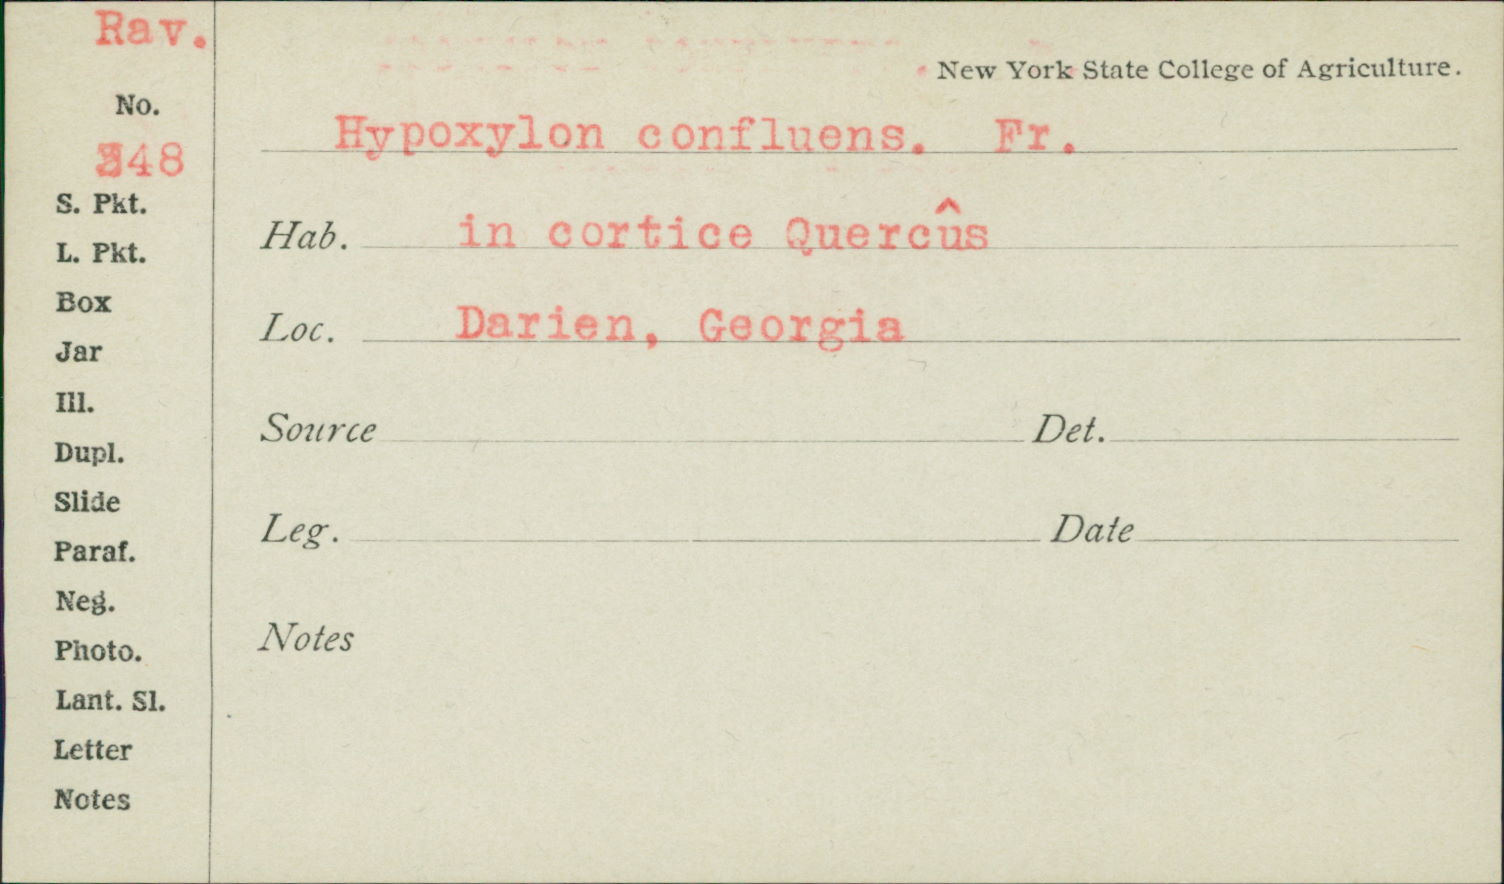 Rav.
New York State College of Agriculture.
No.
Hypoxylon confluens. Fr.
348
S. Pkt.
Hab. in cortice Quercûs
L. Pkt.
Box
Loc. Darien, Georgia
Jar
Ill.
Source Det.
Dupl.
Slide
Leg. Date
Paraf.
Neg.
Notes
Photo.
Lant. Sl.
Letter
Notes